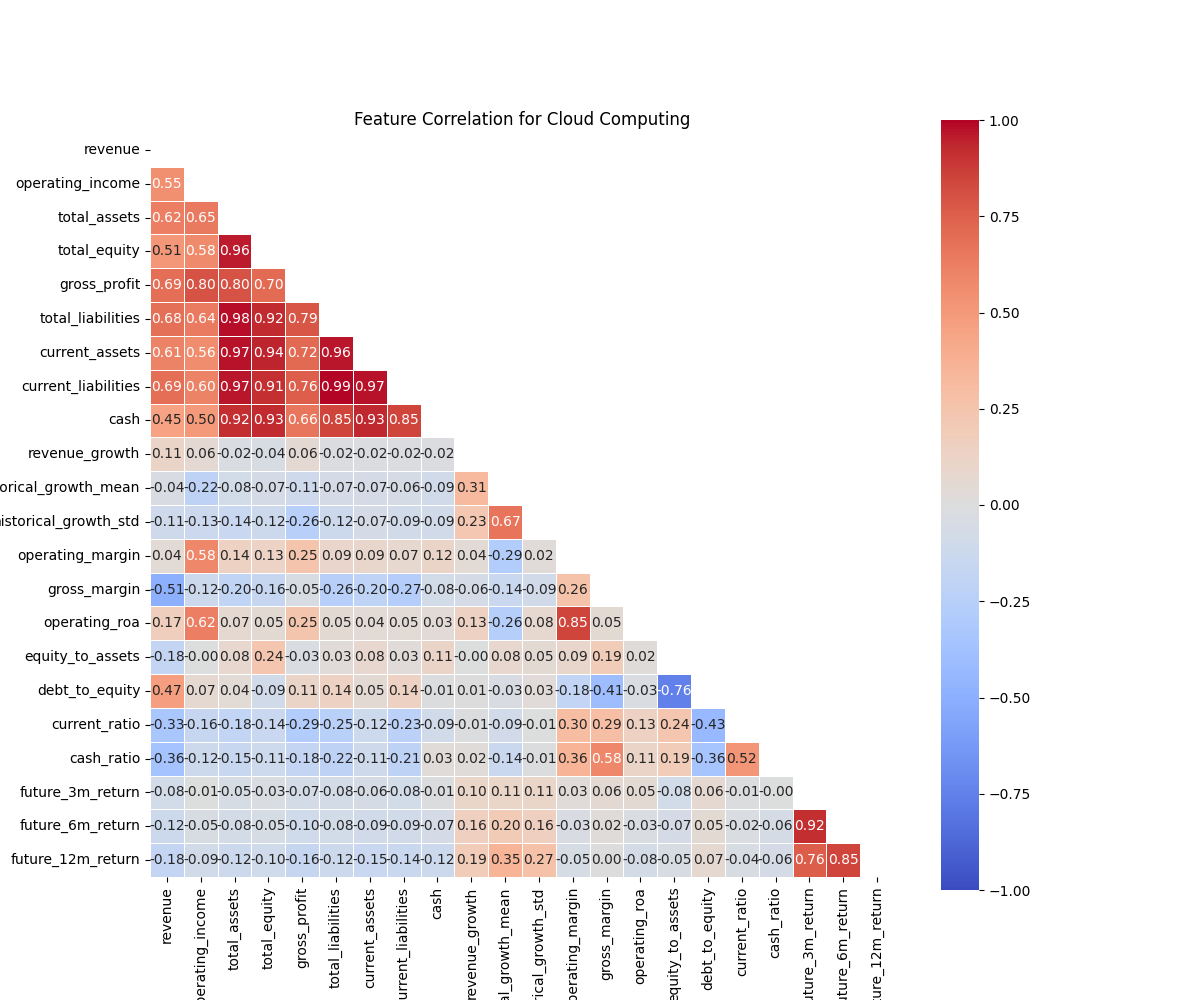 Feature Correlation for Cloud Computing
revenue
operating_income 0.55
total_assets 0.62 0.65
total_equity 0.51 0.58 0.96
gross_profit 0.69 0.80 0.80 0.70
total_liabilities 0.68 0.64 0.98 0.92 0.79
current_assets 0.61 0.56 0.97 0.94 0.72 0.96
current_liabilities 0.69 0.60 0.97 0.91 0.76 0.99 0.97
cash 0.45 0.50 0.92 0.93 0.66 0.85 0.93 0.85
revenue_growth 0.11 0.06 -0.02 -0.04 0.06 -0.02 -0.02 -0.02 -0.02
orical_growth_mean -0.04 -0.22 -0.08 -0.07 -0.11 -0.07 -0.07 -0.06 -0.09 0.31
istorical_growth_std -0.11 -0.13 -0.14 -0.12 -0.26 -0.12 -0.07 -0.09 -0.09 0.23 0.67
operating_margin 0.04 0.58 0.14 0.13 0.25 0.09 0.09 0.07 0.12 0.04 -0.29 0.02
gross_margin -0.51 -0.12 -0.20 -0.16 -0.05 -0.26 -0.20 -0.27 -0.08 -0.06 -0.14 -0.09 0.26
operating_roa 0.17 0.62 0.07 0.05 0.25 0.05 0.04 0.05 0.03 0.13 -0.26 0.08 0.85 0.05
equity_to_assets -0.18 -0.00 0.08 0.24 -0.03 0.03 0.08 0.03 0.11 -0.00 0.08 0.05 0.09 0.19 0.02
debt_to_equity 0.47 0.07 0.04 -0.09 0.11 0.14 0.05 0.14 -0.01 0.01 -0.03 0.03 -0.18 -0.41 -0.03 -0.76
current_ratio -0.33 -0.16 -0.18 -0.14 -0.29 -0.25 -0.12 -0.23 -0.09 -0.01 -0.09 -0.01 0.30 0.29 0.13 0.24 -0.43
cash_ratio -0.36 -0.12 -0.15 -0.11 -0.18 -0.22 -0.11 -0.21 0.03 0.02 -0.14 -0.01 0.36 0.58 0.11 0.19 -0.36 0.52
future_3m_return -0.08 -0.01 -0.05 -0.03 -0.07 -0.08 -0.06 -0.08 -0.01 0.10 0.11 0.11 0.03 0.06 0.05 -0.08 0.06 -0.01 -0.00
future_6m_return -0.12 -0.05 -0.08 -0.05 -0.10 -0.08 -0.09 -0.09 -0.07 0.16 0.20 0.16 -0.03 0.02 -0.03 -0.07 0.05 -0.02 -0.06 0.92
future_12m_return -0.18 -0.09 -0.12 -0.10 -0.16 -0.12 -0.15 -0.14 -0.12 0.19 0.35 0.27 -0.05 0.00 -0.08 -0.05 0.07 -0.04 -0.06 0.76 0.85
revenue
perating_income
total_assets
total_equity
gross_profit
total_liabilities
current_assets
urrent_liabilities
cash
revenue_growth
al_growth_mean
rical_growth_std
perating_margin
gross_margin
operating_roa
equity_to_assets
debt_to_equity
current_ratio
cash_ratio
uture_3m_return
uture_6m_return
ture_12m_return
1.00
0.75
0.50
0.25
0.00
−0.25
−0.50
−0.75
−1.00